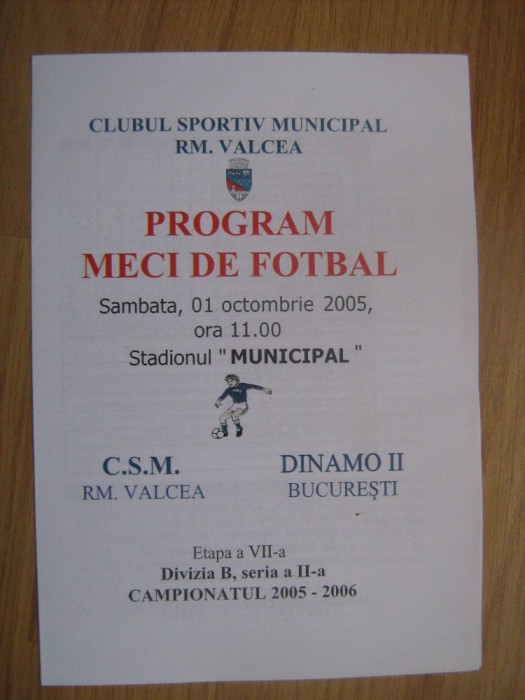 CLUBUL SPORTIV MUNICIPAL
RM. VALCEA
PROGRAM
MECI DE FOTBAL
Sambata, 01 octombrie 2005,
ora 11.00
Stadionul "MUNICIPAL "
C.S.M.
RM. VALCEA
DINAMO II
BUCUREŞTI
Etapa a VII-a
Divizia B, seria a II-a
CAMPIONATUL 2005 - 2006